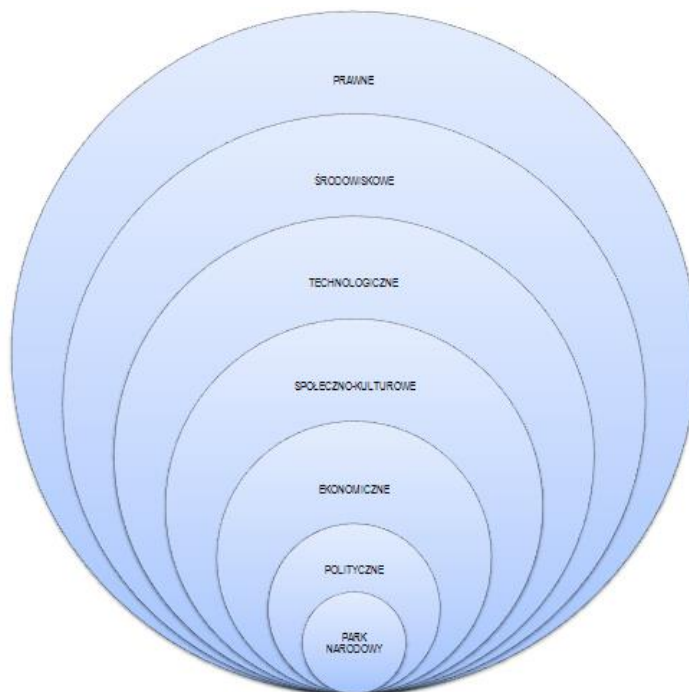 PRAWNE
ŚRODOWISKOWE
TECHNOLOGICZNE
SPOŁECZNO-KULTUROWE
EKONOMICZNE
POLITYCZNE
PARK
NARODOWY